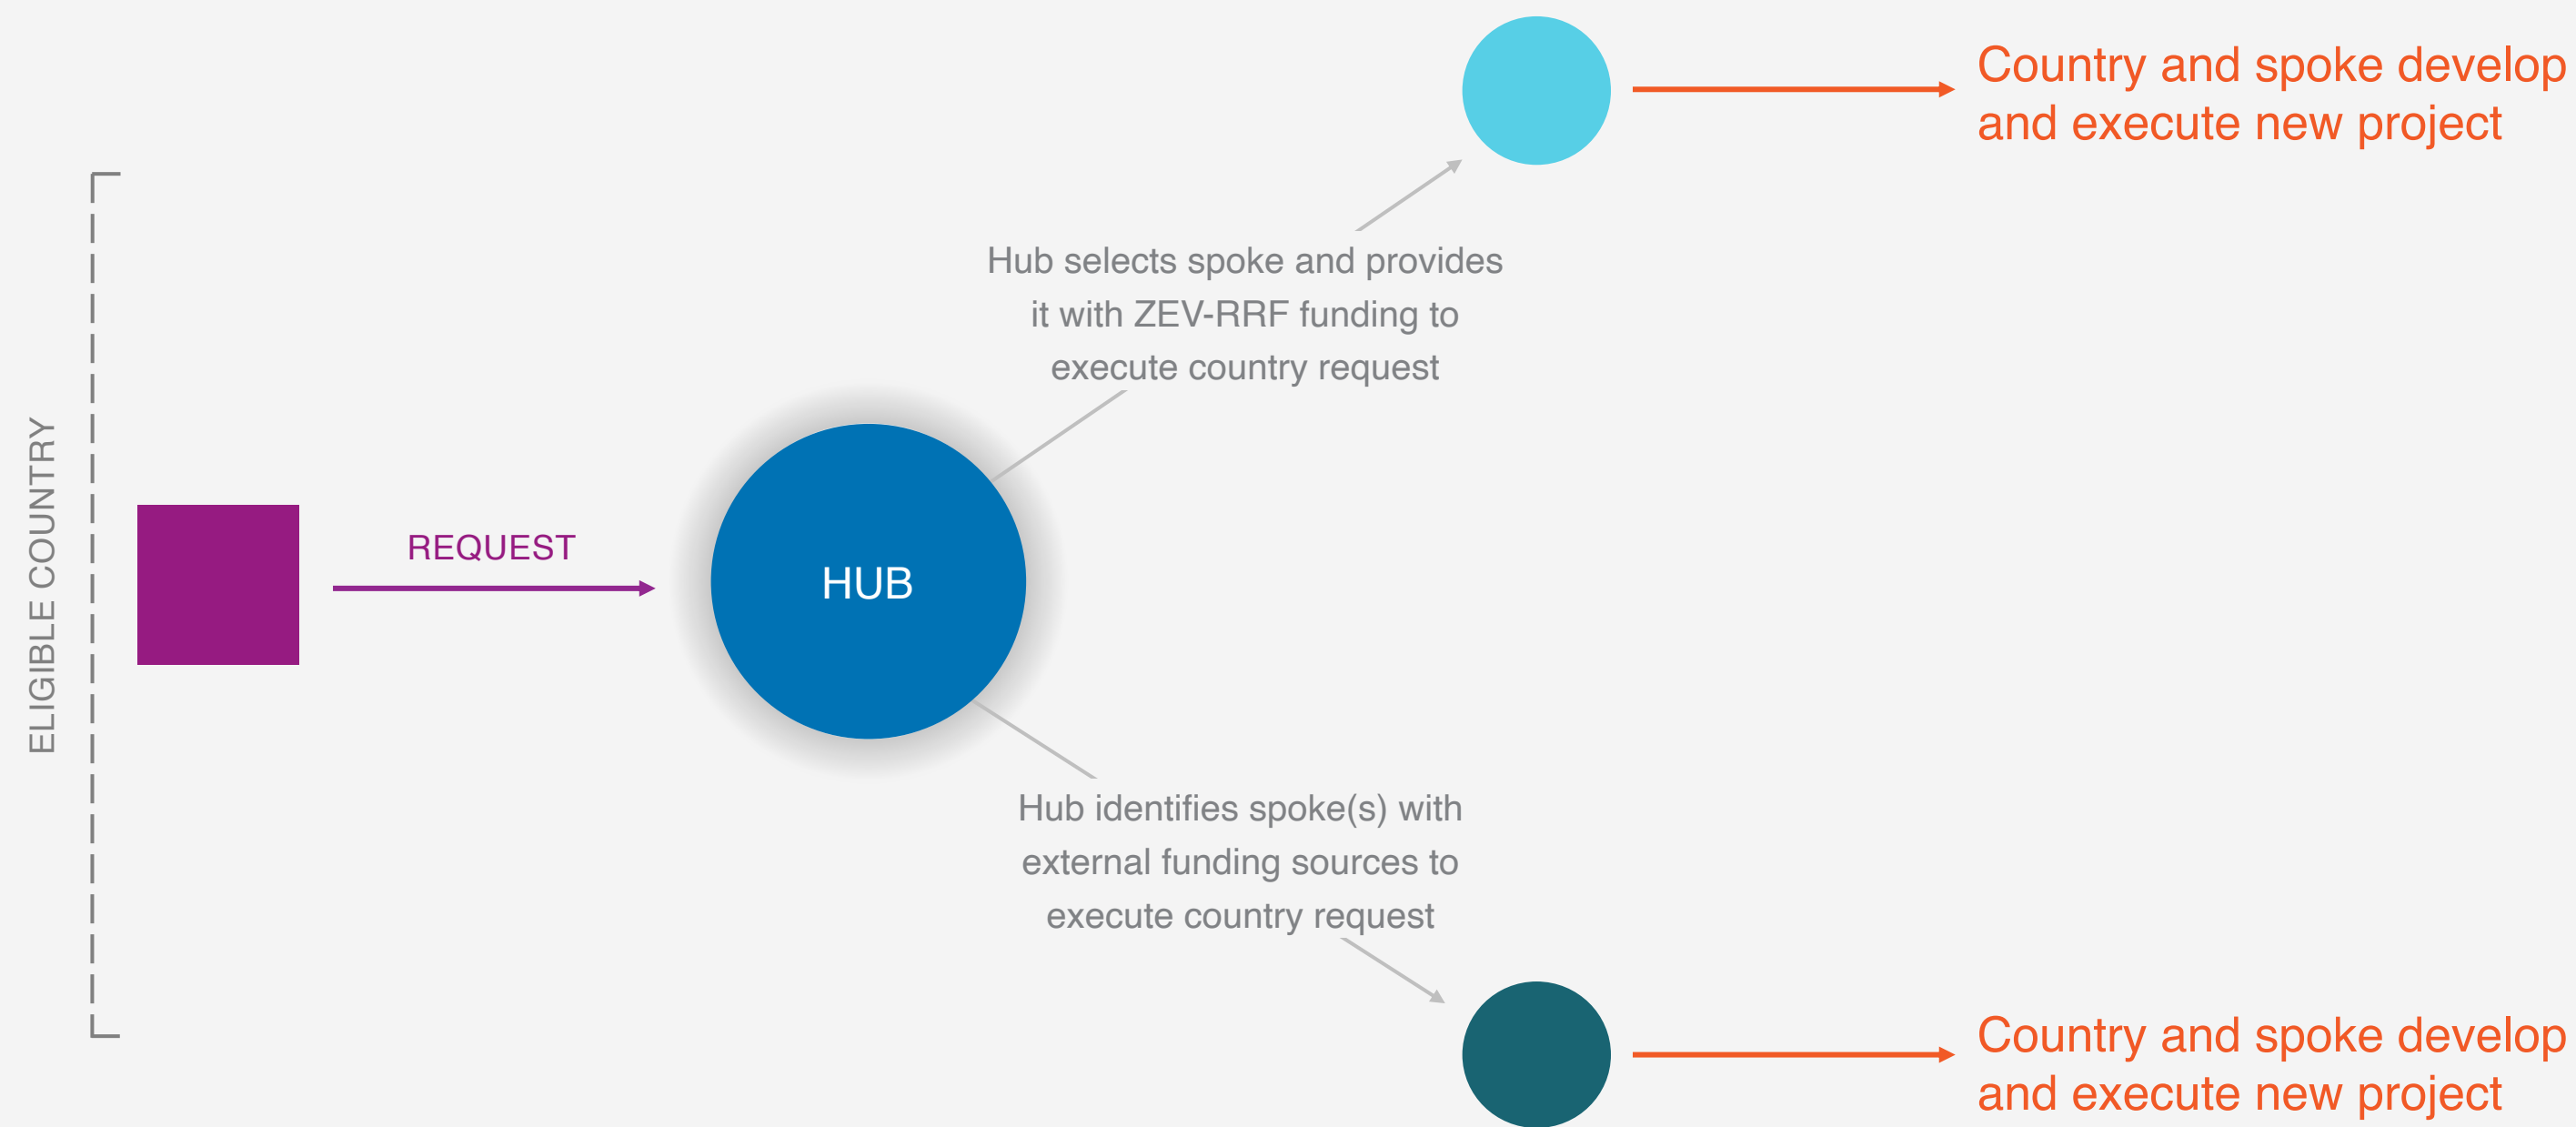 ELIGIBLE COUNTRY
REQUEST
HUB
Hub selects spoke and provides
it with ZEV-RRF funding to
execute country request
Country and spoke develop
and execute new project
Hub identifies spoke(s) with
external funding sources to
execute country request
Country and spoke develop
and execute new project